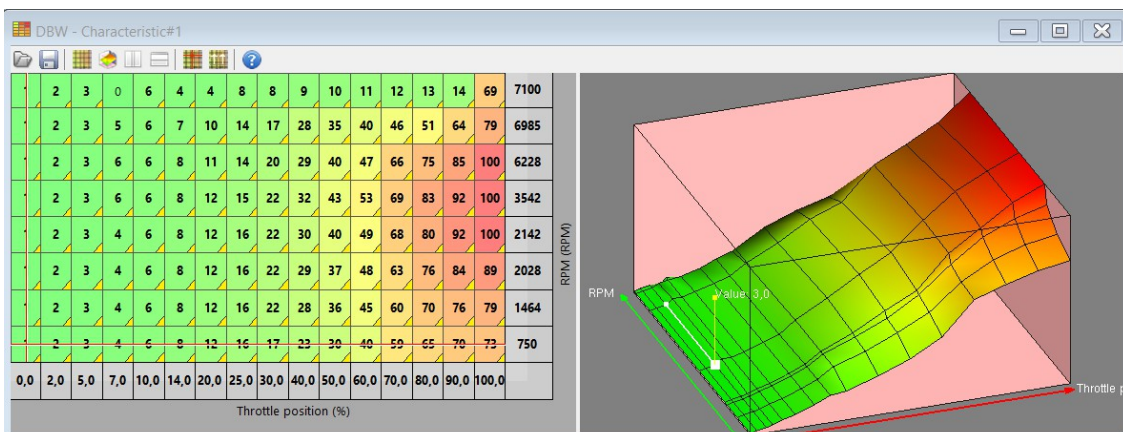 DBW - Characteristic#1
2 3 0 6 4 4 8 8 9 10 11 12 13 14 69 7100
2 3 5 6 7 10 14 17 28 35 40 46 51 64 79 6985
2 3 6 6 8 11 14 20 29 40 47 66 75 85 100 6228
2 3 6 6 8 12 15 22 32 43 53 69 83 92 100 3542
2 3 4 6 8 12 16 22 30 40 49 68 80 92 100 2142
2 3 4 6 8 12 16 22 29 37 48 63 76 84 89 2028
2 3 4 6 8 12 16 22 28 36 45 60 70 76 79 1464
2 3 4 6 8 12 16 17 23 30 40 59 65 70 73 750
0,0 2,0 5,0 7,0 10,0 14,0 20,0 25,0 30,0 40,0 50,0 60,0 70,0 80,0 90,0 100,0
Throttle position (%)
RPM (RPM)
RPM
Value: 3,0
Throttle p